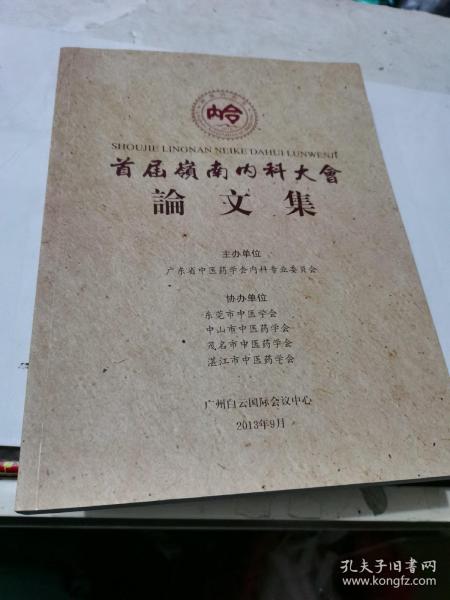 SHOUJIE LINGNAN NEIKE DAHUI LUNWENJI
首届嶺南内科大會
論文集
主办单位
广东省中医药学会内科专业委员会
协办单位
东莞市中医学会
中山市中医药学会
茂名市中医药学会
湛江市中医药学会
广州白云国际会议中心
2013年9月
孔夫子旧书网
www.kongfz.com